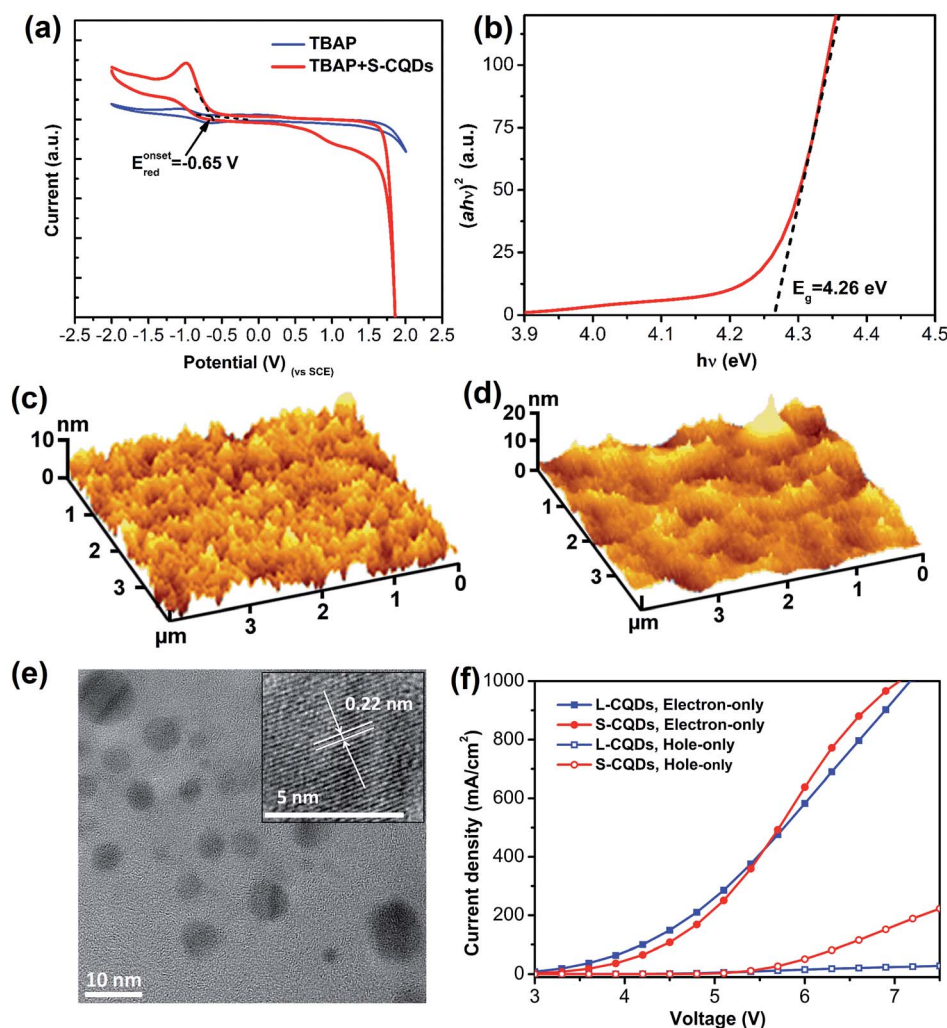 (a)
TBAP
TBAP+S-CQDs
E red onset =-0.65 V
Current (a.u.)
-2.5 -2.0 -1.5 -1.0 -0.5 0.0 0.5 1.0 1.5 2.0 2.5
Potential (V) (vs SCE)
(b)
100
75
50
25
0
(ahν)² (a.u.)
E_g=4.26 eV
3.9 4.0 4.1 4.2 4.3 4.4 4.5
hν (eV)
(c)
nm
10
0
1
2
3
μm
3
2
1
0
(d)
nm
20
10
0
1
2
3
μm
3
2
1
0
(e)
0.22 nm
5 nm
10 nm
(f)
1000
800
600
400
200
0
Current density (mA/cm²)
L-CQDs, Electron-only
S-CQDs, Electron-only
L-CQDs, Hole-only
S-CQDs, Hole-only
3 4 5 6 7
Voltage (V)